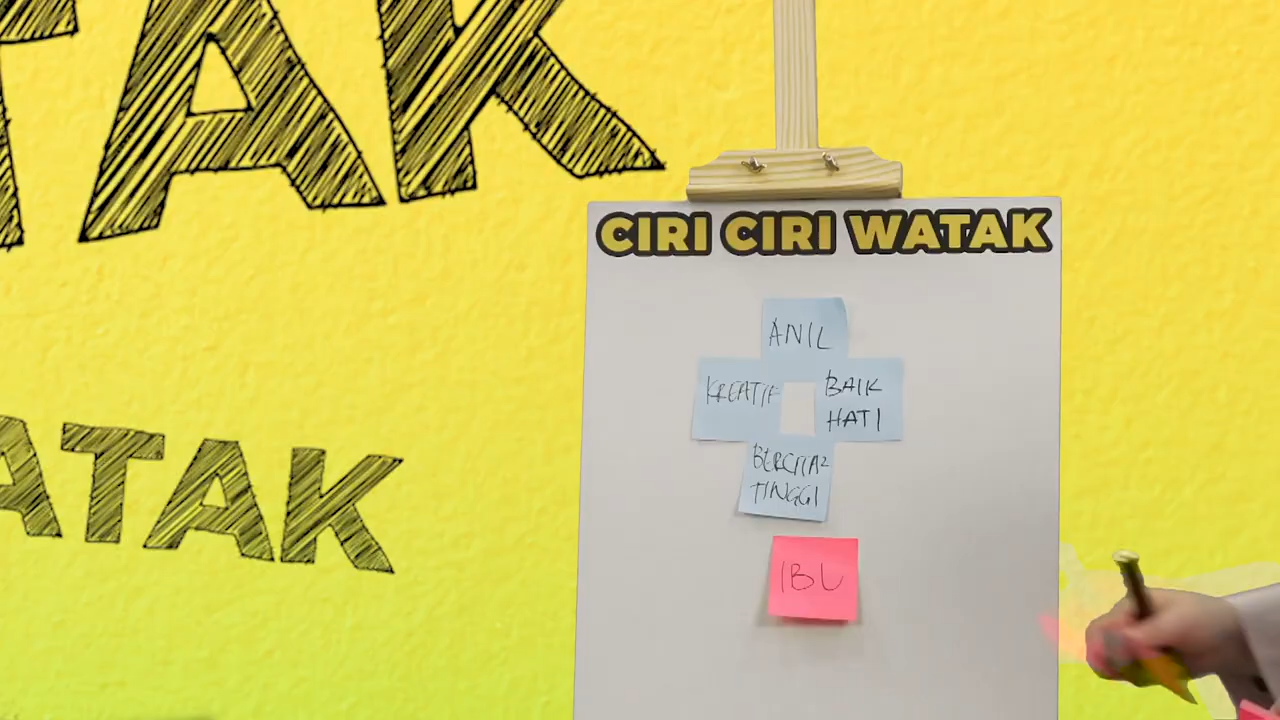 TAK
CIRI CIRI WATAK
ANIL
KREATIF
BAIK
HATI
BERCITA2
TINGGI
ATAK
IBU